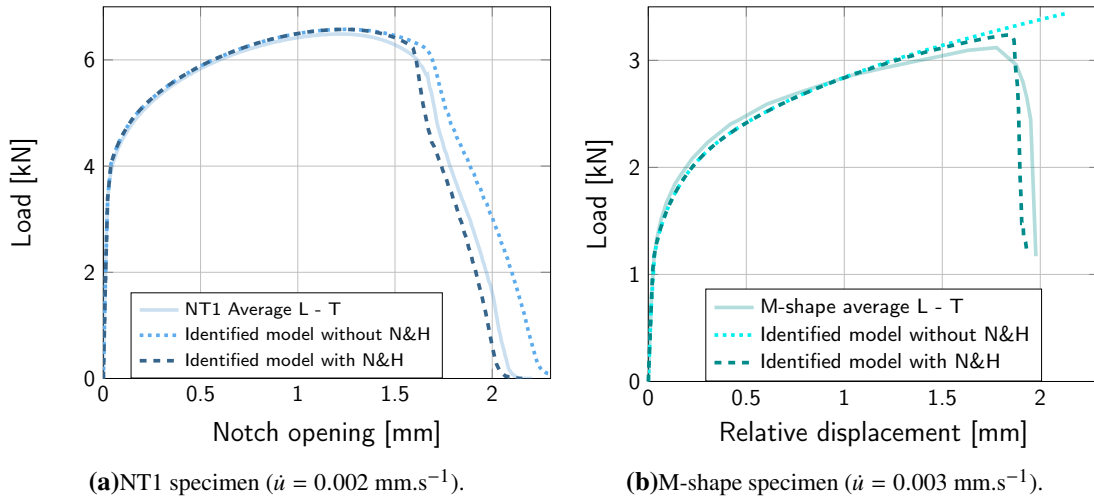 6
4
2
0
0
0.5
1
1.5
2
Load [kN]
Notch opening [mm]
NT1 Average L - T
Identified model without N&H
Identified model with N&H
(a)NT1 specimen (u̇ = 0.002 mm.s⁻¹).
3
2
1
0
0
0.5
1
1.5
2
Load [kN]
Relative displacement [mm]
M-shape average L - T
Identified model without N&H
Identified model with N&H
(b)M-shape specimen (u̇ = 0.003 mm.s⁻¹).